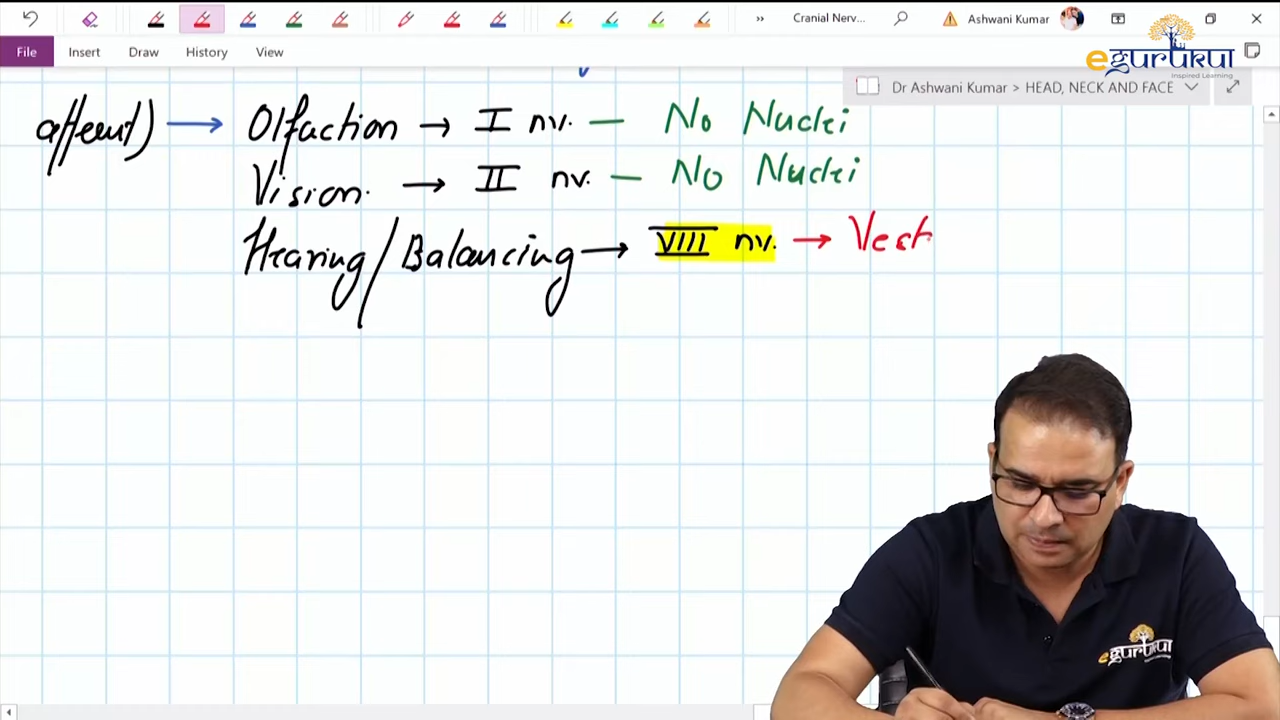 Cranial Nerv...
Ashwani Kumar
File Insert Draw History View
egurukul
Inspired Learning
Dr Ashwani Kumar > HEAD, NECK AND FACE
afferent) → Olfaction → I nv. — No Nuclei
Vision. → II nv. — No Nuclei
Hearing/Balancing → VIII nv. → Vest
egurukul